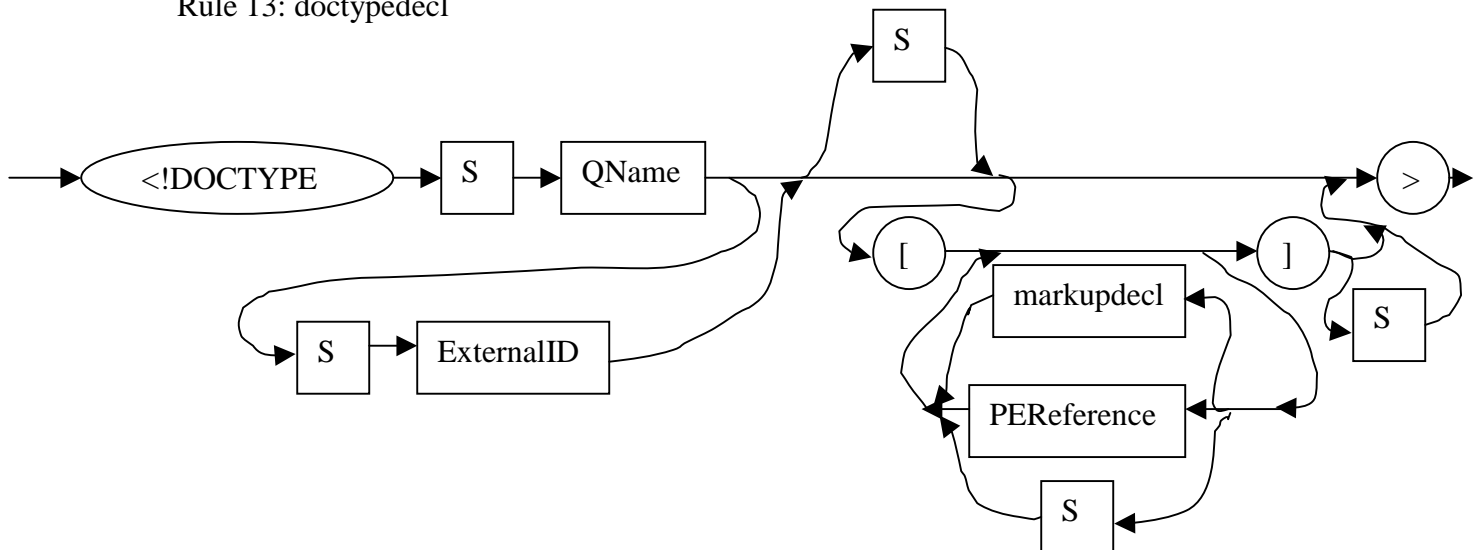 Rule 13: doctypedecl
S
<!DOCTYPE
S
QName
>
[
]
markupdecl
S
S
ExternalID
PEReference
S